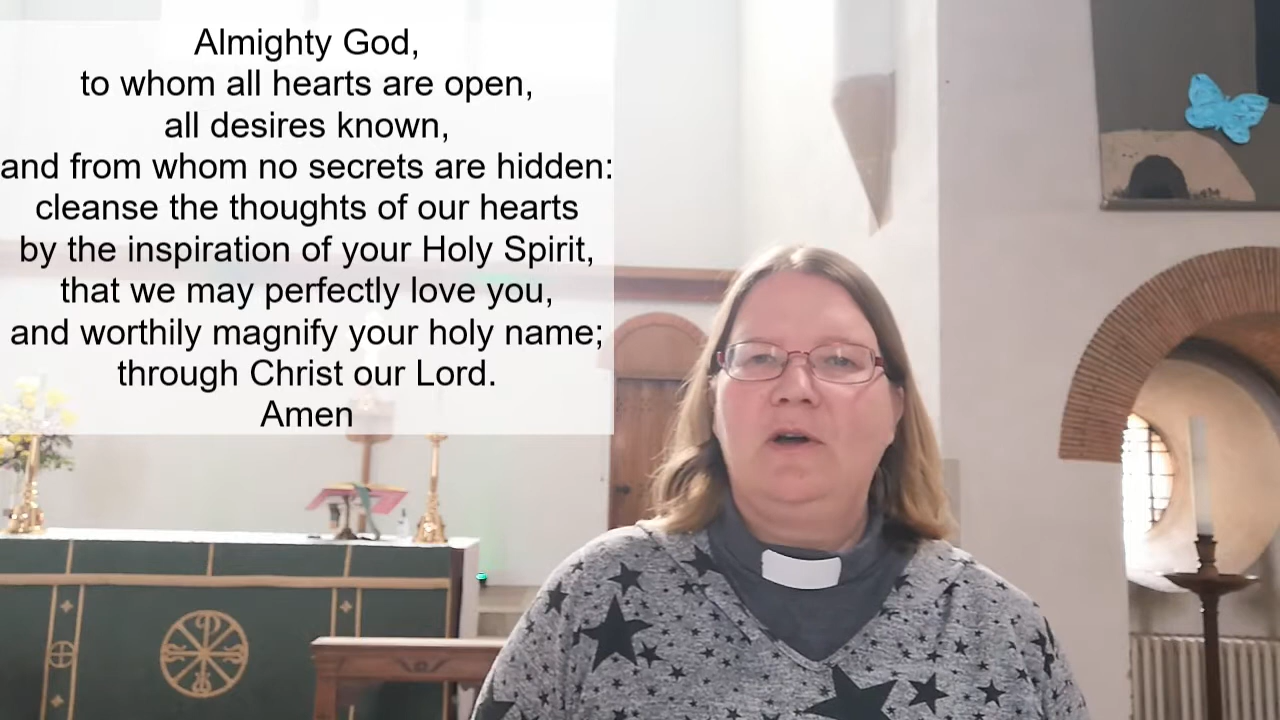 Almighty God,
to whom all hearts are open,
all desires known,
and from whom no secrets are hidden:
cleanse the thoughts of our hearts
by the inspiration of your Holy Spirit,
that we may perfectly love you,
and worthily magnify your holy name;
through Christ our Lord.
Amen